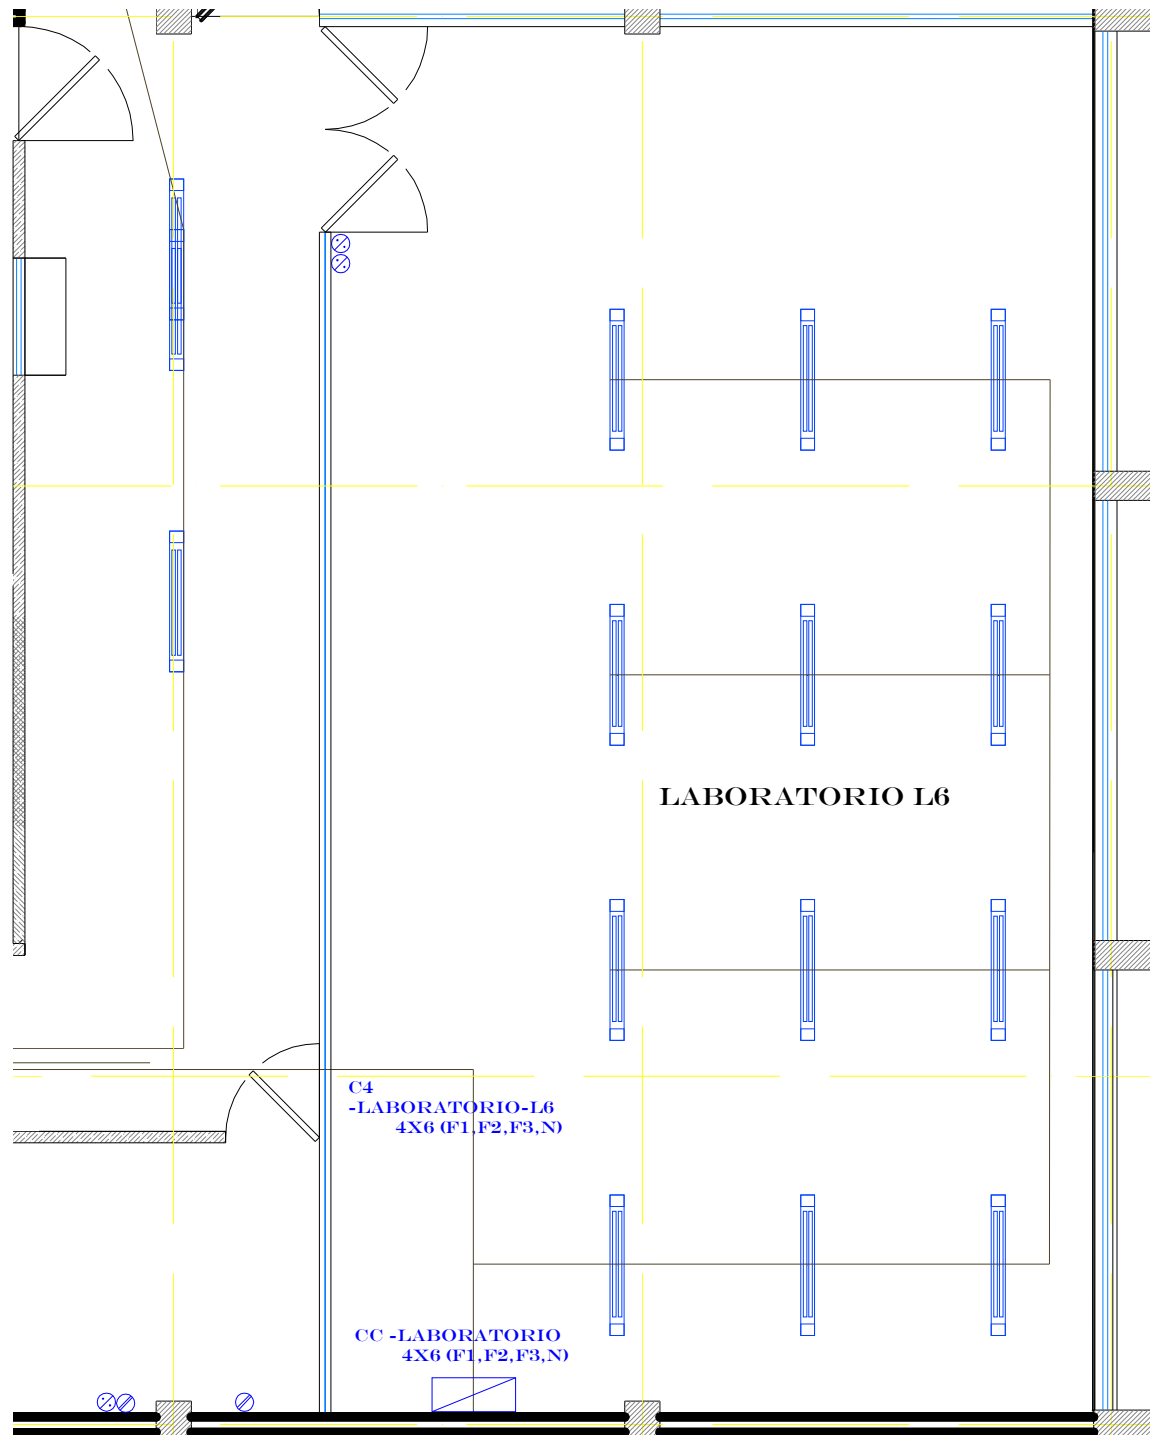 LABORATORIO L6
C4
-LABORATORIO-L6
4X6 (F1,F2,F3,N)
CC -LABORATORIO
4X6 (F1,F2,F3,N)